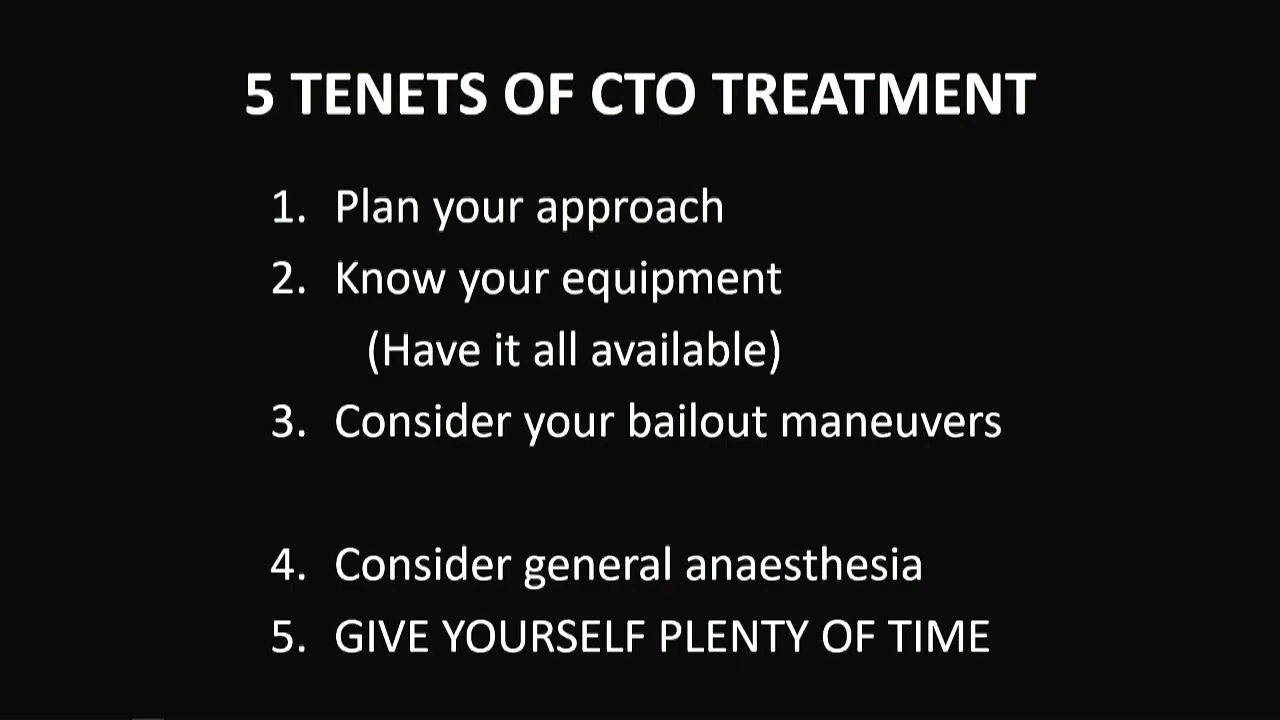 5 TENETS OF CTO TREATMENT
1. Plan your approach
2. Know your equipment
(Have it all available)
3. Consider your bailout maneuvers
4. Consider general anaesthesia
5. GIVE YOURSELF PLENTY OF TIME